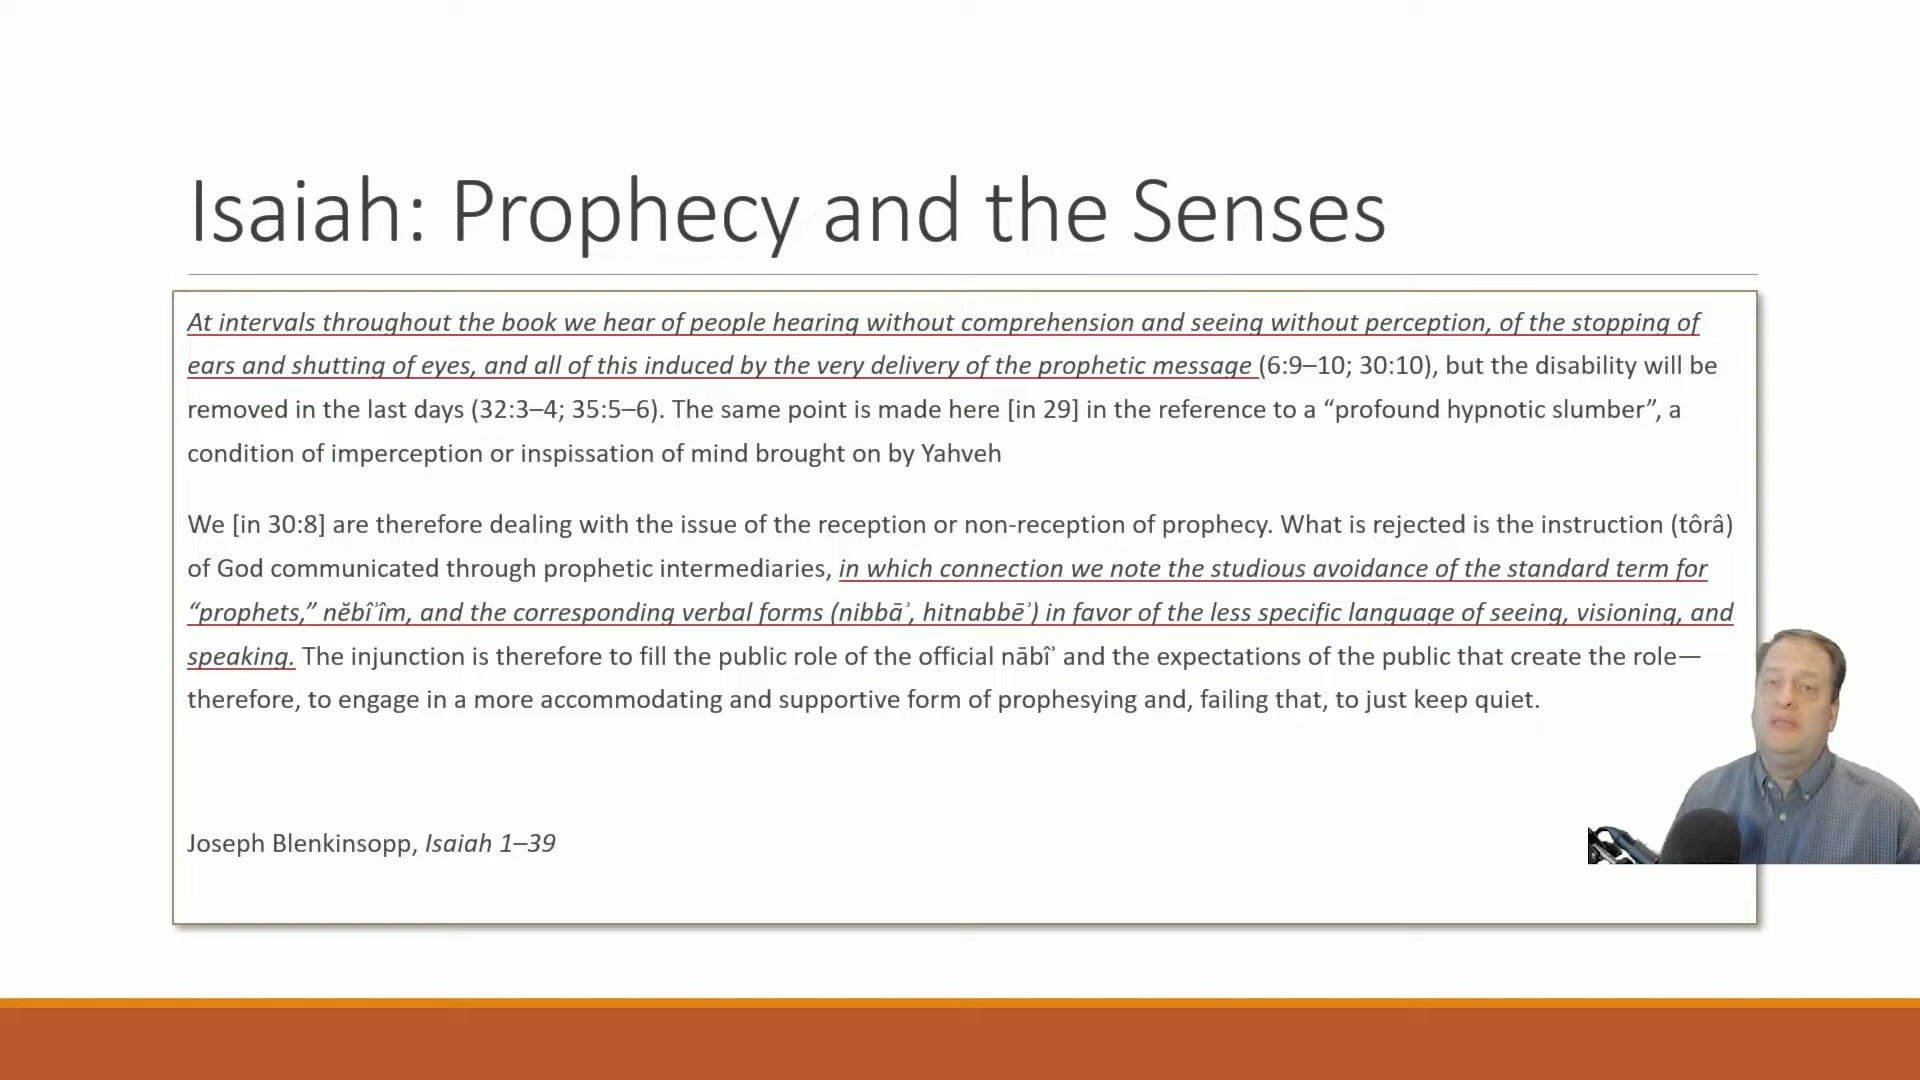 Isaiah: Prophecy and the Senses
At intervals throughout the book we hear of people hearing without comprehension and seeing without perception, of the stopping of
ears and shutting of eyes, and all of this induced by the very delivery of the prophetic message (6:9–10; 30:10), but the disability will be
removed in the last days (32:3–4; 35:5–6). The same point is made here [in 29] in the reference to a “profound hypnotic slumber”, a
condition of imperception or inspissation of mind brought on by Yahveh
We [in 30:8] are therefore dealing with the issue of the reception or non-reception of prophecy. What is rejected is the instruction (tôrâ)
of God communicated through prophetic intermediaries, in which connection we note the studious avoidance of the standard term for
“prophets,” nĕbîʾîm, and the corresponding verbal forms (nibbāʾ, hitnabbēʾ) in favor of the less specific language of seeing, visioning, and
speaking. The injunction is therefore to fill the public role of the official nābîʾ and the expectations of the public that create the role—
therefore, to engage in a more accommodating and supportive form of prophesying and, failing that, to just keep quiet.
Joseph Blenkinsopp, Isaiah 1–39